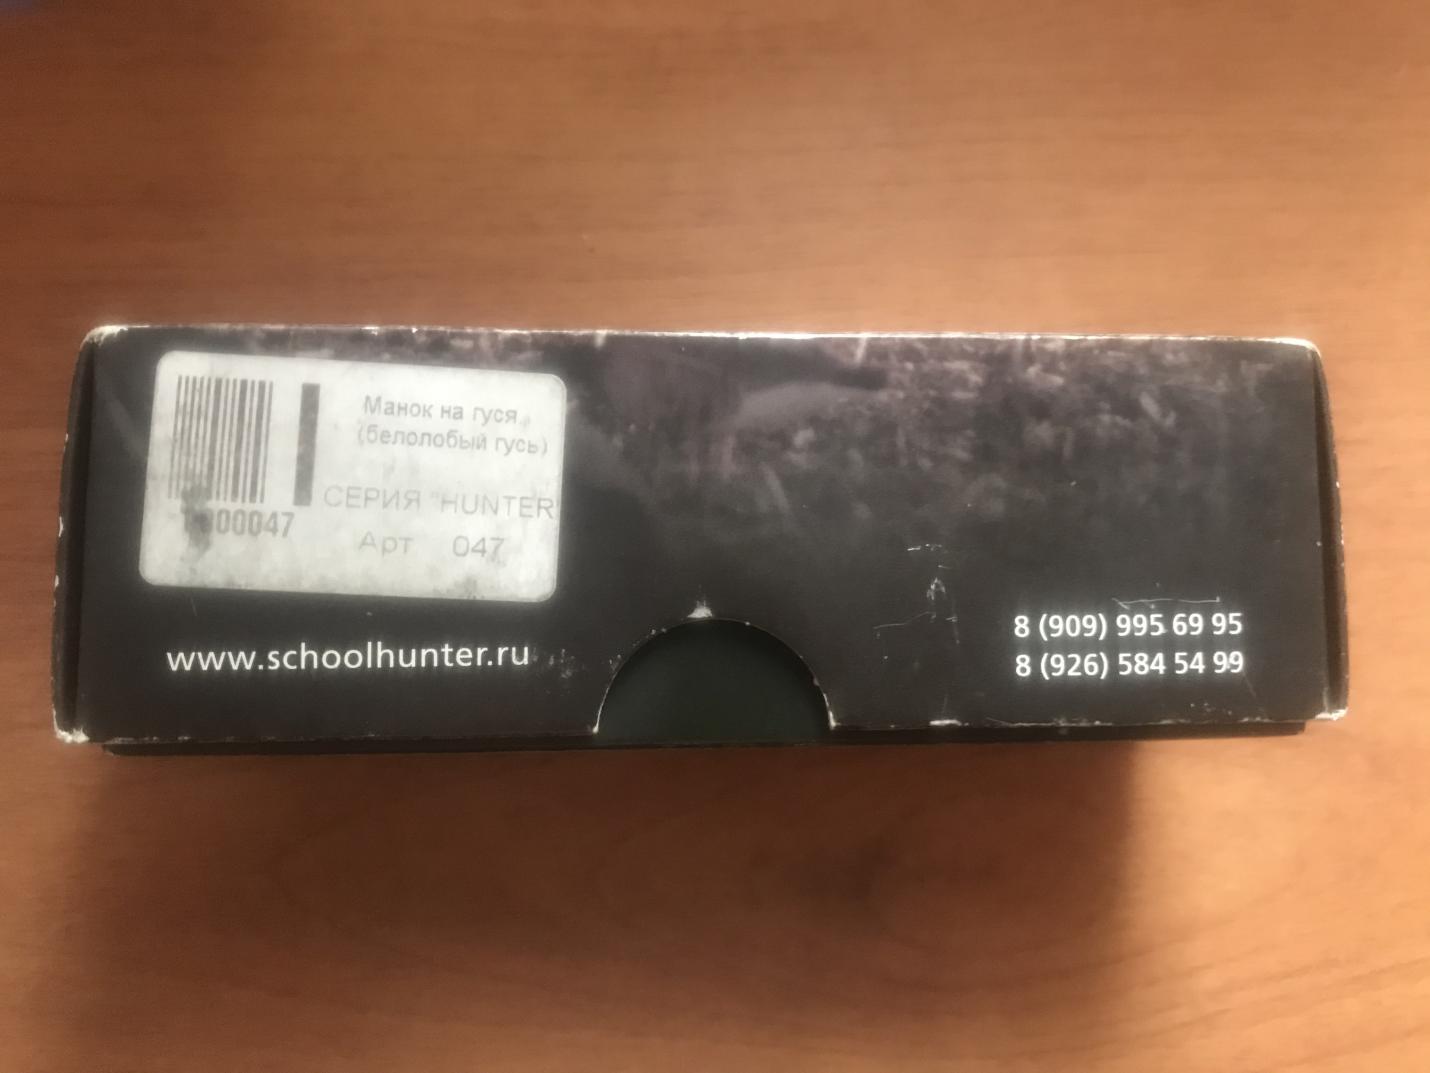 Манок на гуся
(белолобый гусь)
СЕРИЯ "HUNTER
Арт 047
www.schoolhunter.ru
8 (909) 995 69 95
8 (926) 584 54 99